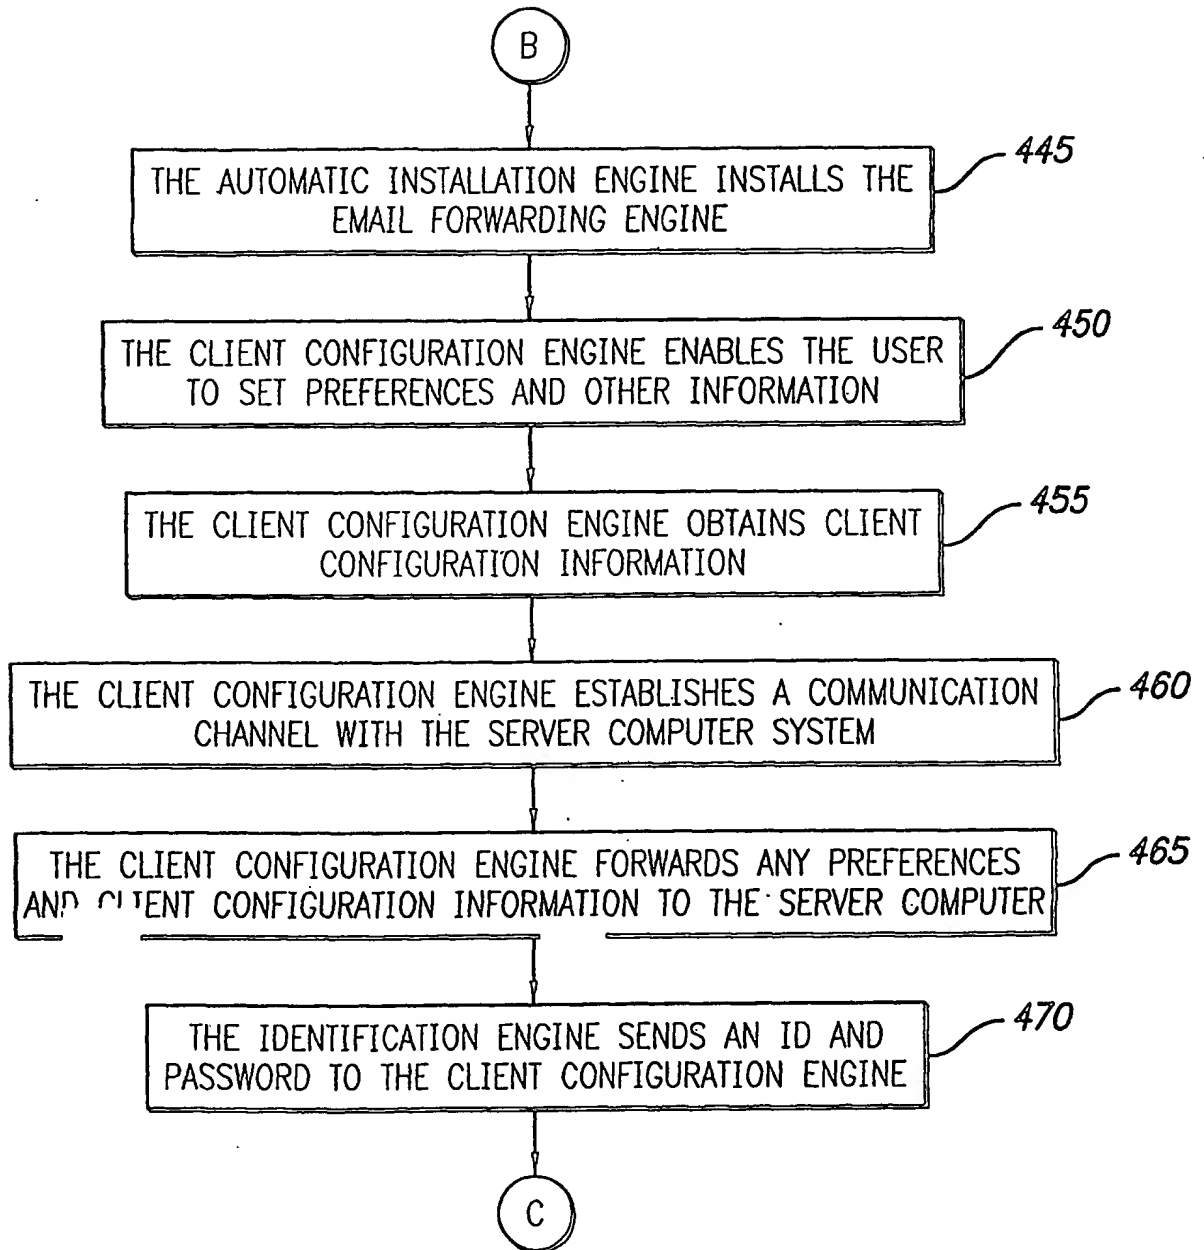 B
THE AUTOMATIC INSTALLATION ENGINE INSTALLS THE
EMAIL FORWARDING ENGINE
445
THE CLIENT CONFIGURATION ENGINE ENABLES THE USER
TO SET PREFERENCES AND OTHER INFORMATION
450
THE CLIENT CONFIGURATION ENGINE OBTAINS CLIENT
CONFIGURATION INFORMATION
455
THE CLIENT CONFIGURATION ENGINE ESTABLISHES A COMMUNICATION
CHANNEL WITH THE SERVER COMPUTER SYSTEM
460
THE CLIENT CONFIGURATION ENGINE FORWARDS ANY PREFERENCES
AND CLIENT CONFIGURATION INFORMATION TO THE SERVER COMPUTER
465
THE IDENTIFICATION ENGINE SENDS AN ID AND
PASSWORD TO THE CLIENT CONFIGURATION ENGINE
470
C